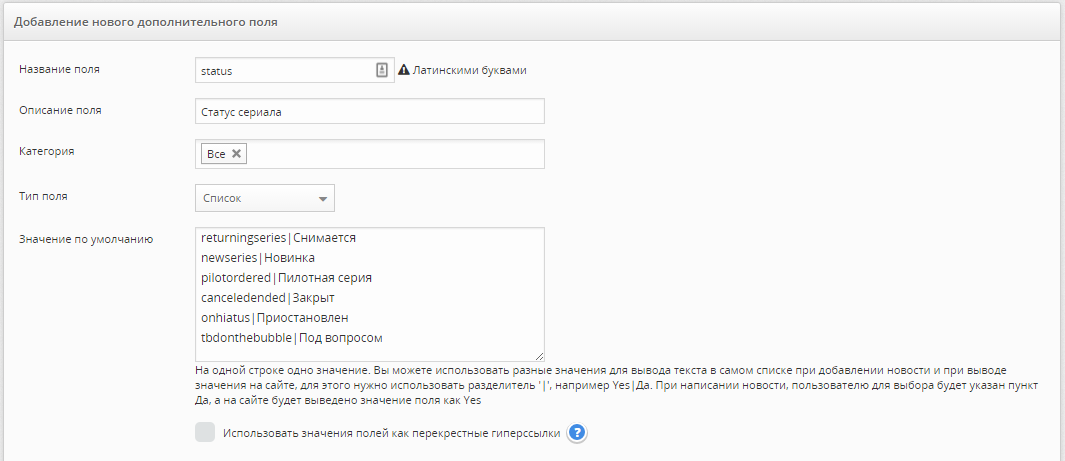 Добавление нового дополнительного поля
Название поля
status
Латинскими буквами
Описание поля
Статус сериала
Категория
Все
Тип поля
Список
Значение по умолчанию
returningseries|Снимается
newseries|Новинка
pilotordered|Пилотная серия
canceledended|Закрыт
onhiatus|Приостановлен
tbdonthebubble|Под вопросом
На одной строке одно значение. Вы можете использовать разные значения для вывода текста в самом списке при добавлении новости и при выводе
значения на сайте, для этого нужно использовать разделитель '|', например Yes|Да. При написании новости, пользователю для выбора будет указан пункт
Да, а на сайте будет выведено значение поля как Yes
Использовать значения полей как перекрестные гиперссылки ?